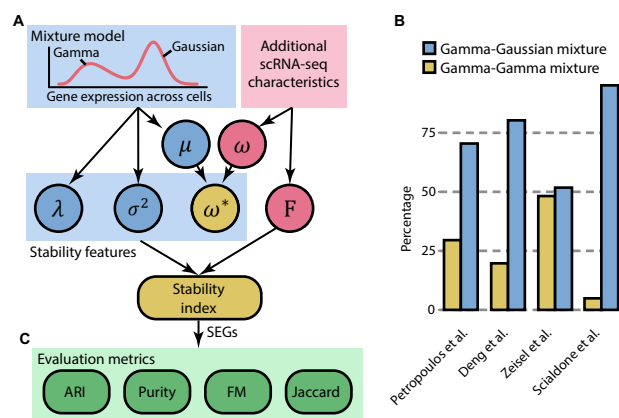 A
Mixture model
Gamma
Gaussian
Gene expression across cells
Additional
scRNA-seq
characteristics
μ
ω
λ
σ²
ω*
F
Stability features
Stability
index
SEGs
C
Evaluation metrics
ARI
Purity
FM
Jaccard
B
Gamma-Gaussian mixture
Gamma-Gamma mixture
Percentage
75
50
25
0
Petropoulos et al.
Deng et al.
Zeisel et al.
Scialdone et al.